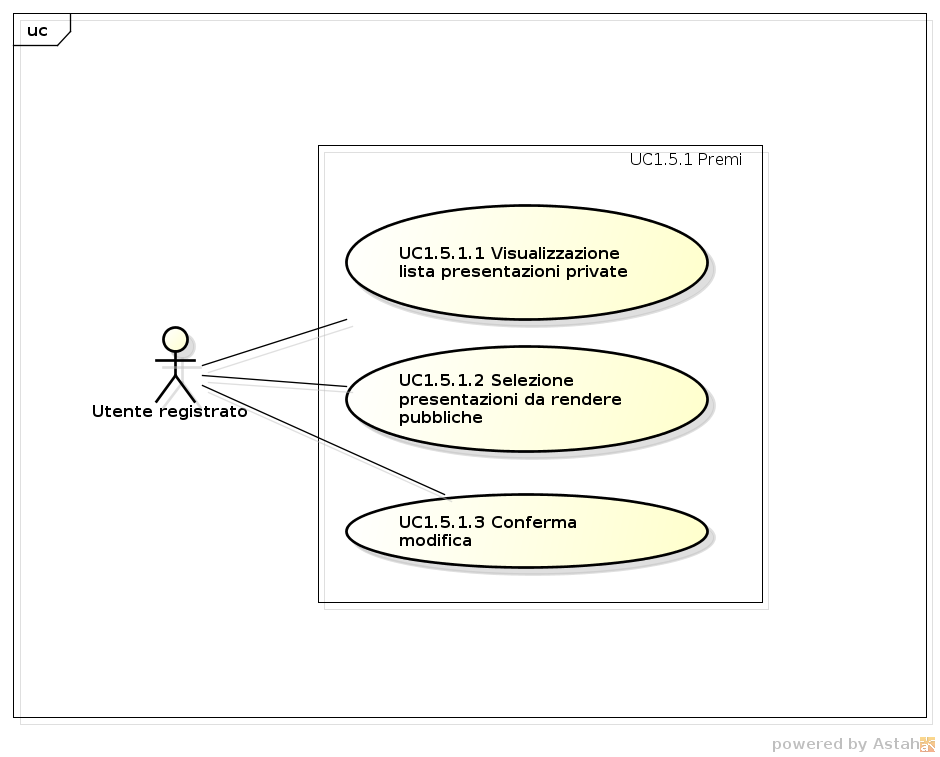 uc
UC1.5.1 Premi
UC1.5.1.1 Visualizzazione
lista presentazioni private
UC1.5.1.2 Selezione
presentazioni da rendere
pubbliche
Utente registrato
UC1.5.1.3 Conferma
modifica
powered by Astah